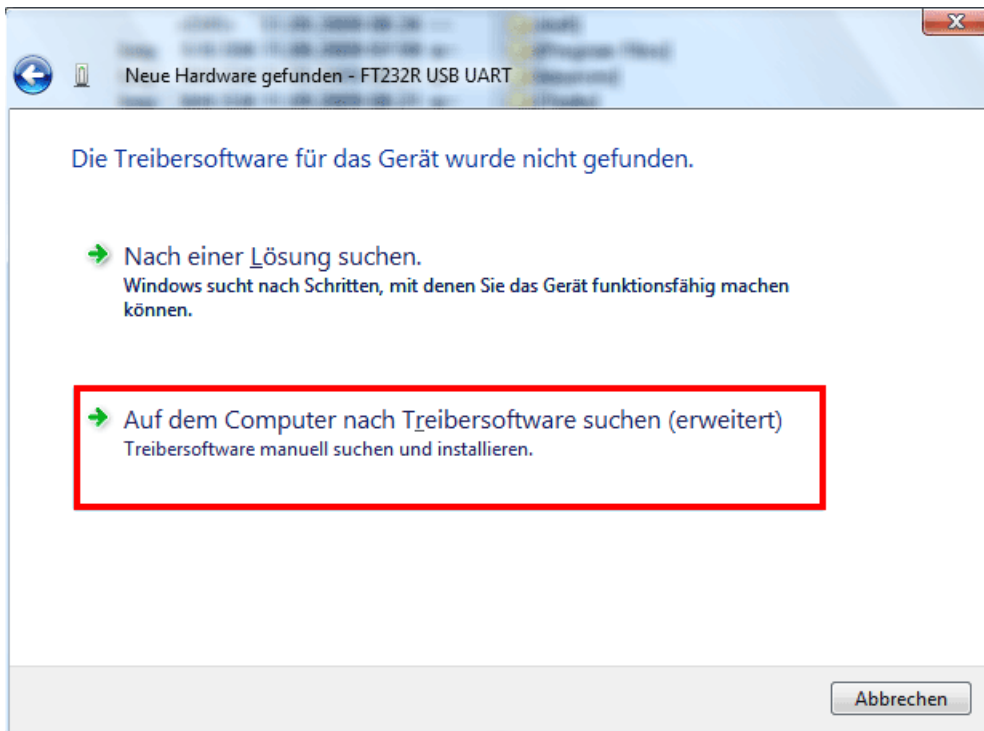 Neue Hardware gefunden - FT232R USB UART
Die Treibersoftware für das Gerät wurde nicht gefunden.
Nach einer Lösung suchen.
Windows sucht nach Schritten, mit denen Sie das Gerät funktionsfähig machen
können.
Auf dem Computer nach Treibersoftware suchen (erweitert)
Treibersoftware manuell suchen und installieren.
Abbrechen